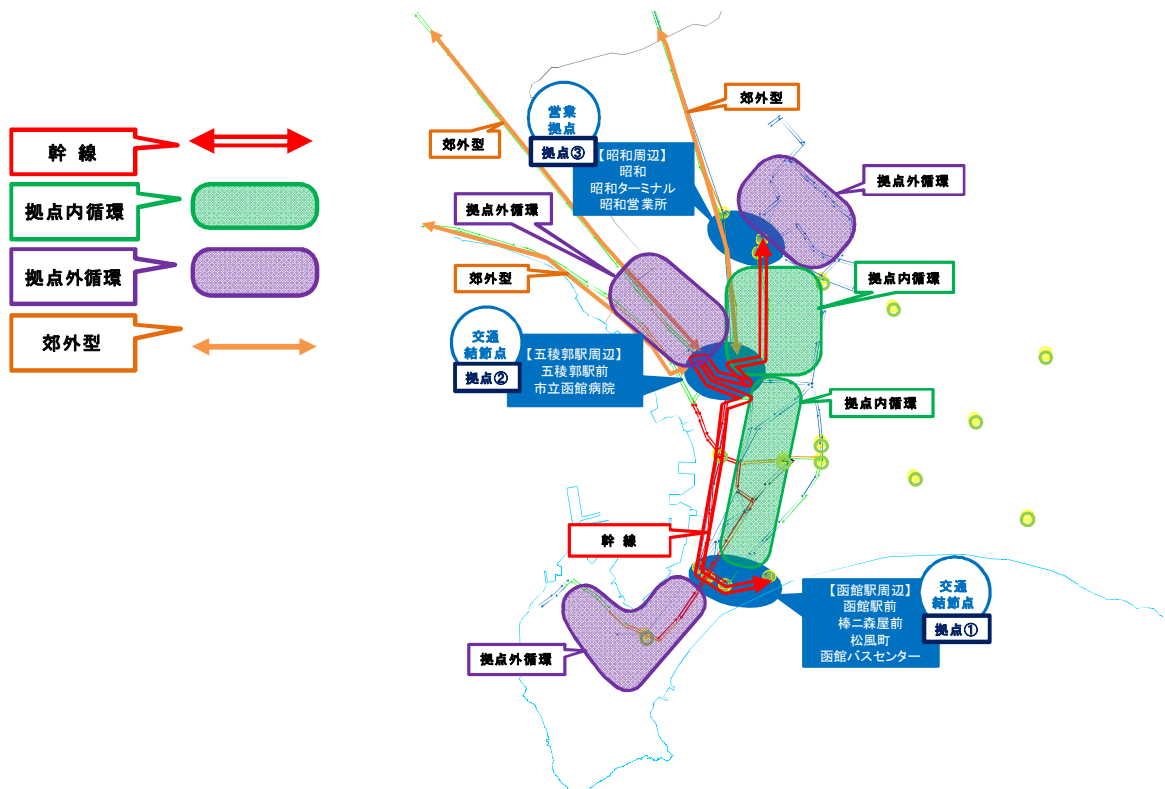 幹 線
拠点内循環
拠点外循環
郊外型
郊外型
営業
拠点
拠点③
【昭和周辺】
昭和
昭和ターミナル
昭和営業所
郊外型
拠点外循環
拠点外循環
郊外型
拠点内循環
交通
結節点
拠点②
【五稜郭駅周辺】
五稜郭駅前
市立函館病院
拠点内循環
幹 線
【函館駅周辺】
函館駅前
棒二森屋前
松風町
函館バスセンター
交通
結節点
拠点①
拠点外循環